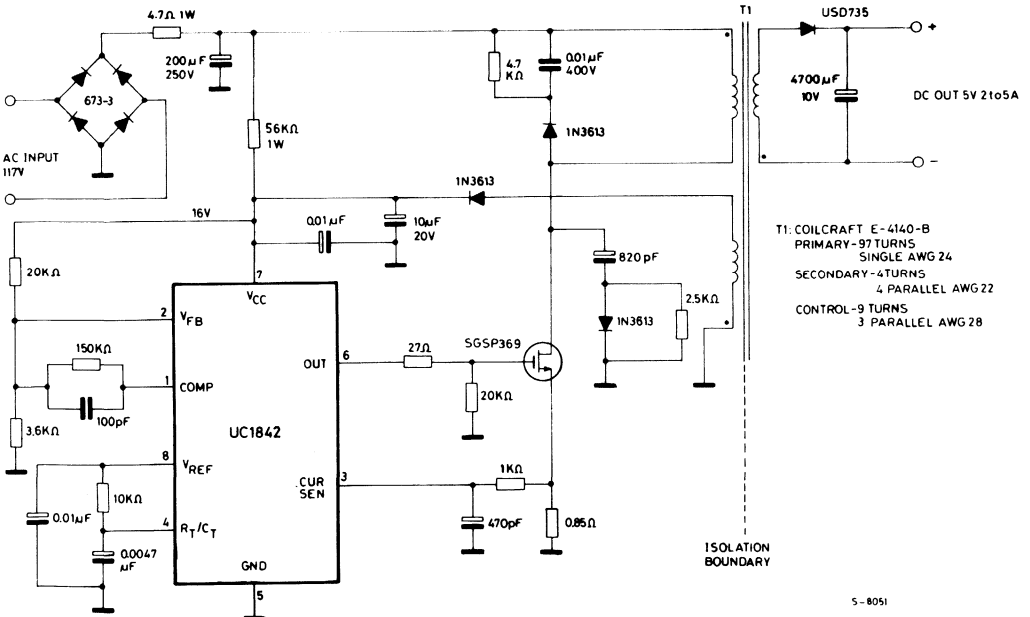 4.7Ω 1W
T1
USD735
+
200µF
250V
4.7
KΩ
0.01µF
400V
673-3
4700µF
10V
DC OUT 5V 2to5A
56KΩ
1W
1N3613
AC INPUT
117V
-
1N3613
16V
0.01µF
10µF
20V
T1: COILCRAFT E-4140-B
PRIMARY-97 TURNS
SINGLE AWG 24
SECONDARY-4TURNS
4 PARALLEL AWG 22
CONTROL-9 TURNS
3 PARALLEL AWG 28
20KΩ
820pF
7
VCC
2
VFB
2.5KΩ
1N3613
150KΩ
27Ω
SGSP369
OUT
6
1
COMP
100pF
20KΩ
3.6KΩ
UC1842
8
VREF
1KΩ
CUR
SEN
3
10KΩ
0.01µF
4
RT/CT
470pF
0.85Ω
0.0047
µF
GND
5
ISOLATION
BOUNDARY
S-8051